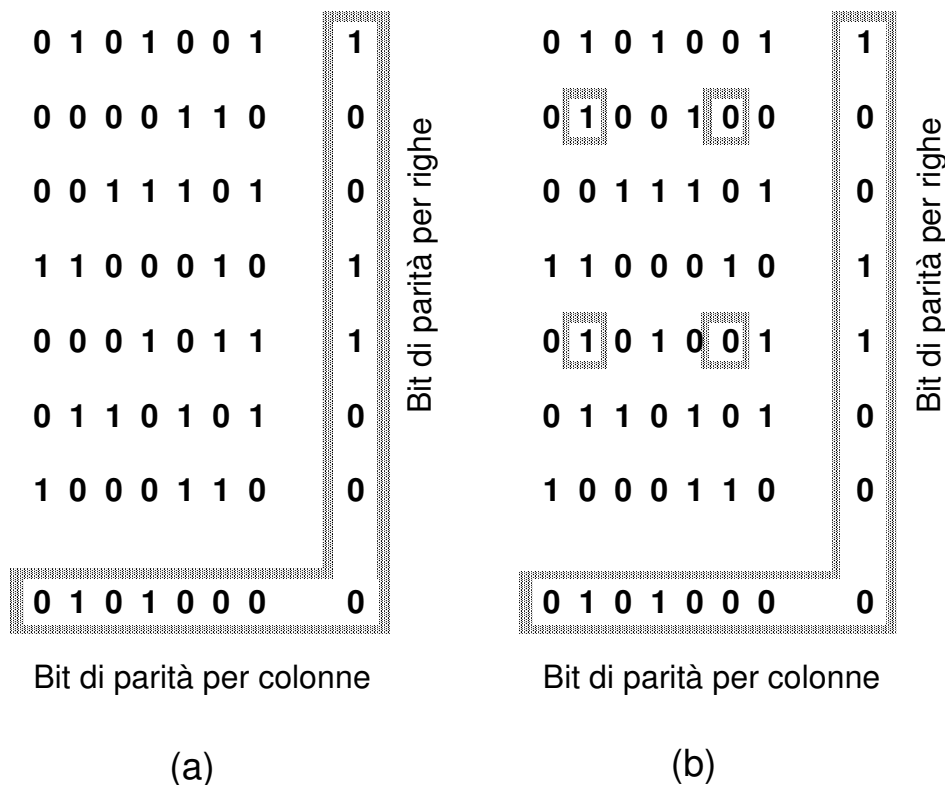 0 1 0 1 0 0 1 1
0 0 0 0 1 1 0 0
0 0 1 1 1 0 1 0
1 1 0 0 0 1 0 1
0 0 0 1 0 1 1 1
0 1 1 0 1 0 1 0
1 0 0 0 1 1 0 0
0 1 0 1 0 0 0 0
Bit di parità per righe
Bit di parità per colonne
(a)
0 1 0 1 0 0 1 1
0 1 0 0 1 0 0 0
0 0 1 1 1 0 1 0
1 1 0 0 0 1 0 1
0 1 0 1 0 0 1 1
0 1 1 0 1 0 1 0
1 0 0 0 1 1 0 0
0 1 0 1 0 0 0 0
Bit di parità per righe
Bit di parità per colonne
(b)